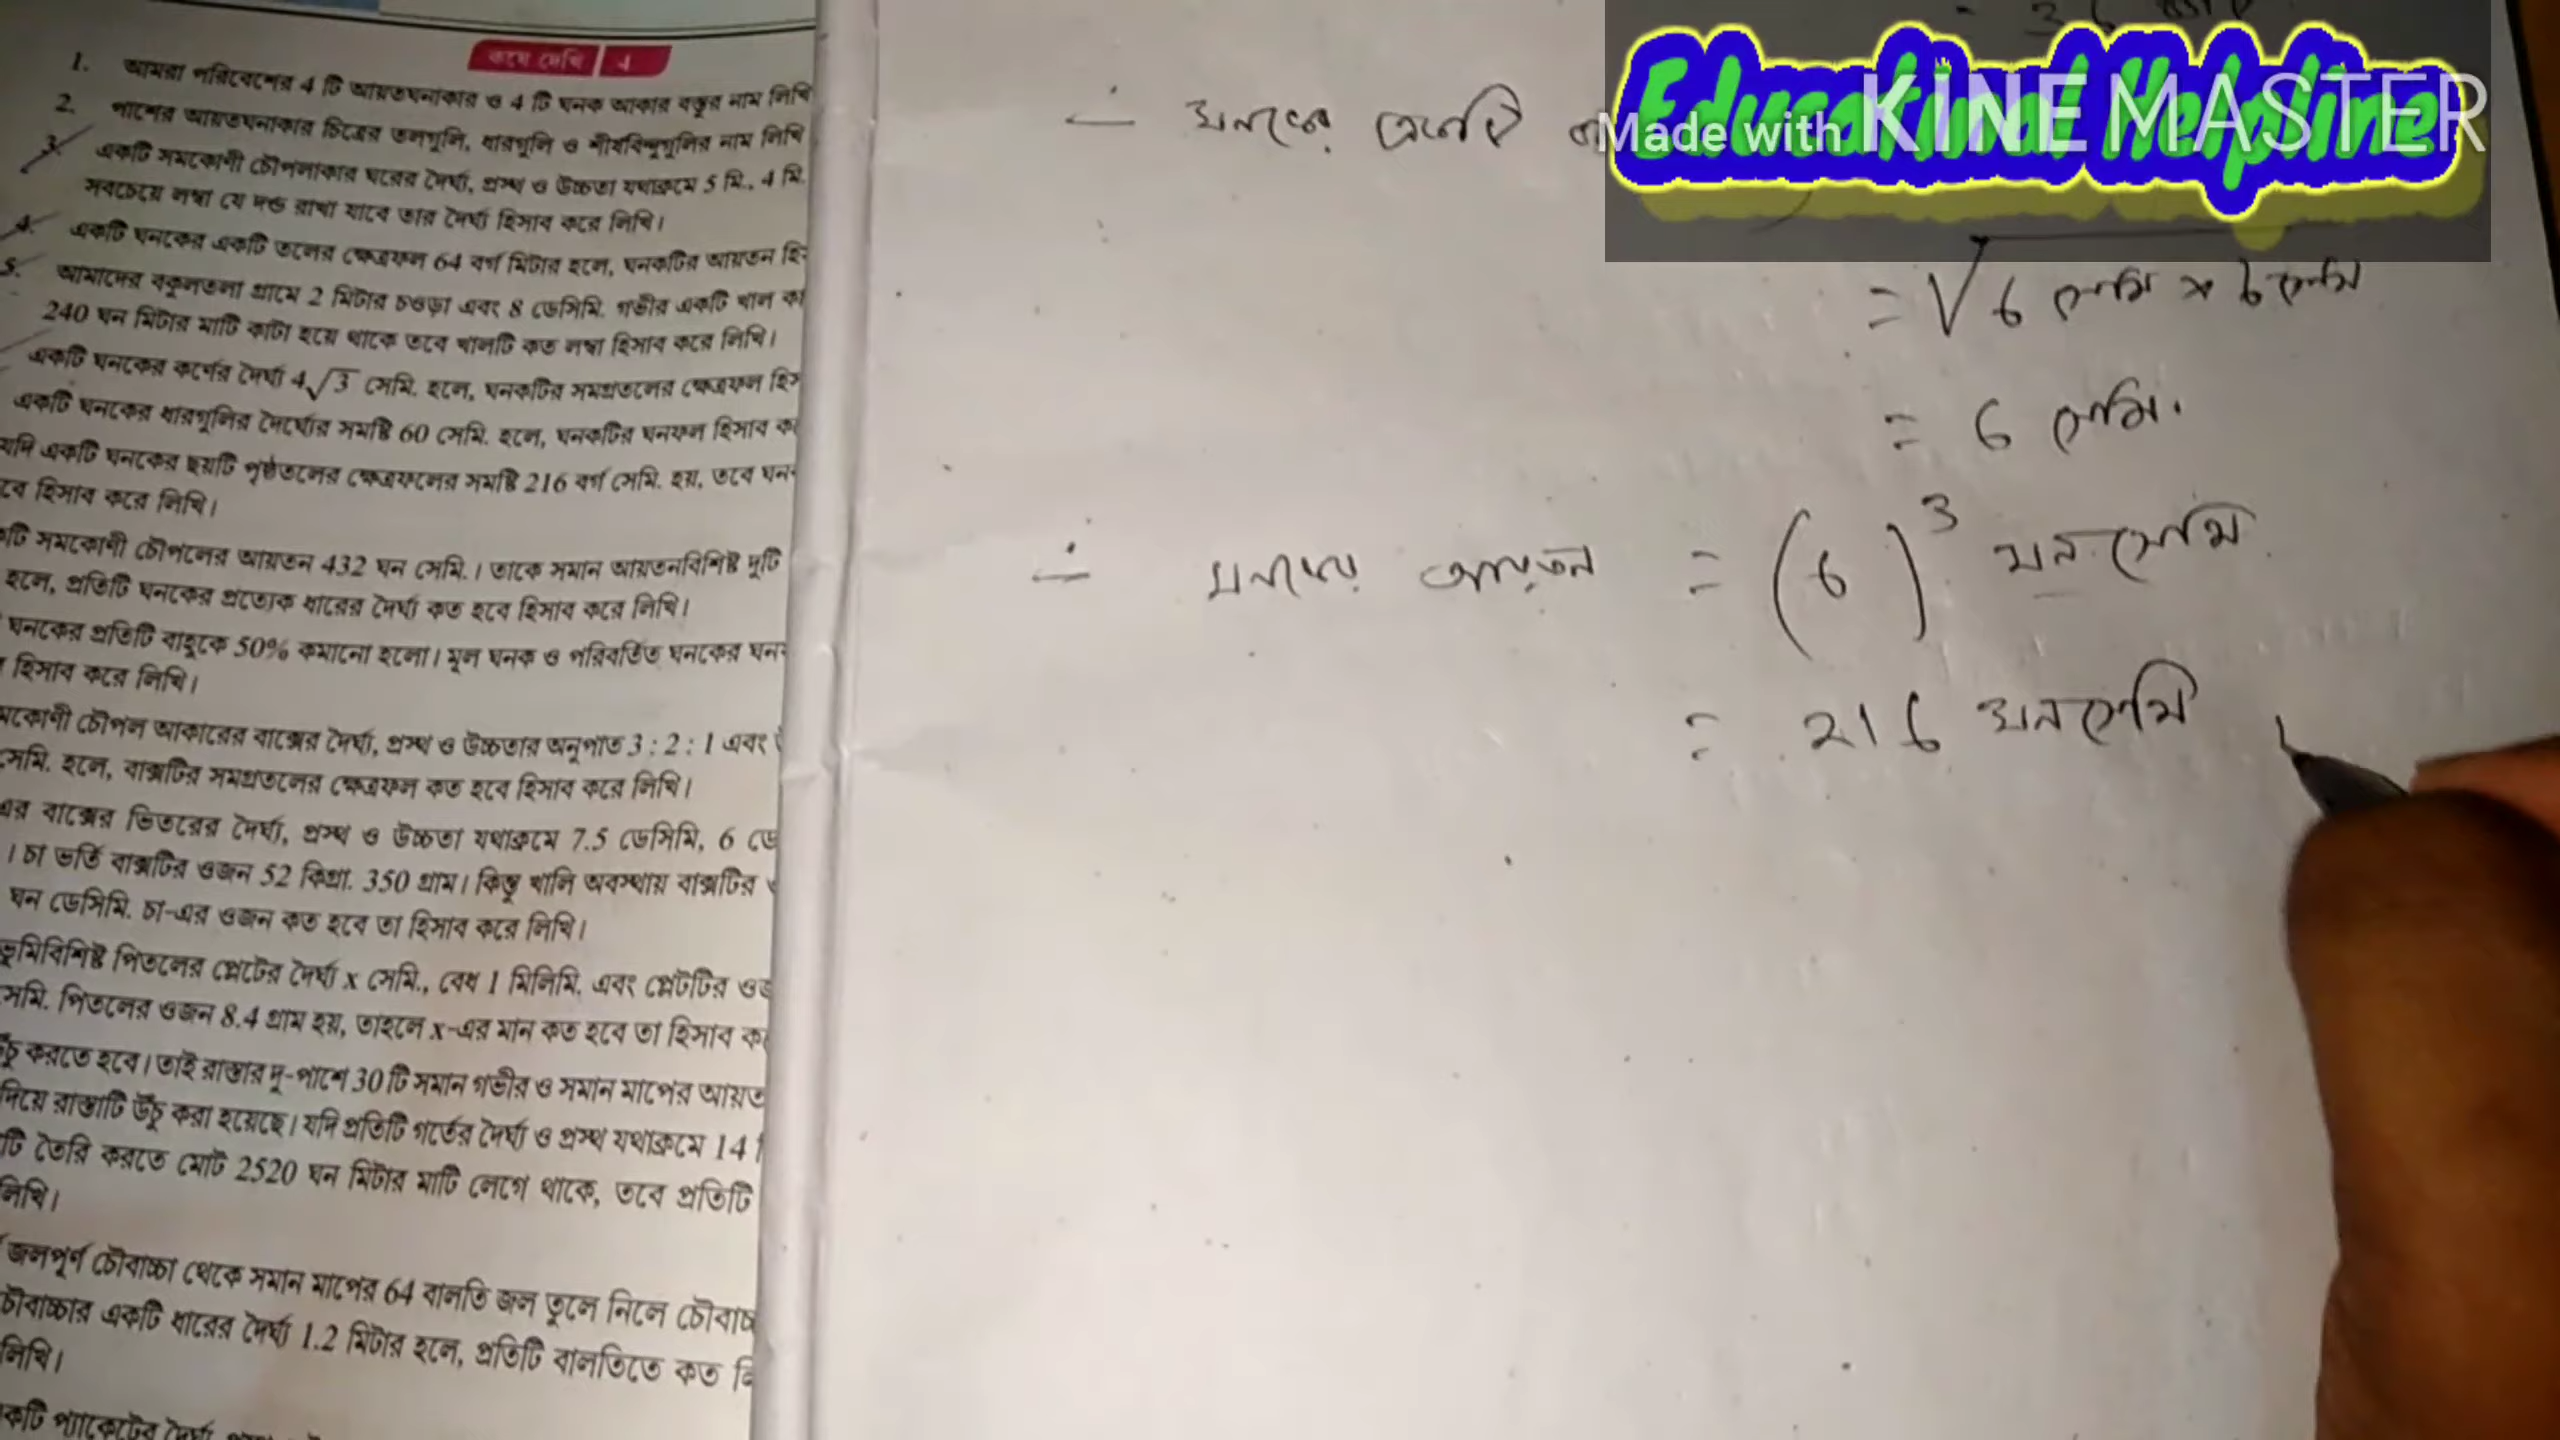 কষে দেখি 4
1. আমরা পরিবেশের 4 টি আয়তঘনাকার ও 4 টি ঘনক আকার বস্তুর নাম লিখি
2. পাশের আয়তঘনাকার চিত্রের তলগুলি, ধারগুলি ও শীর্ষবিন্দুগুলির নাম লিখি
3. একটি সমকোণী চৌপলাকার ঘরের দৈর্ঘ্য, প্রস্থ ও উচ্চতা যথাক্রমে 5 মি., 4 মি.
সবচেয়ে লম্বা যে দণ্ড রাখা যাবে তার দৈর্ঘ্য হিসাব করে লিখি।
4. একটি ঘনকের একটি তলের ক্ষেত্রফল 64 বর্গ মিটার হলে, ঘনকটির আয়তন
5. আমাদের বকুলতলা গ্রামে 2 মিটার চওড়া এবং 8 ডেসিমি. গভীর একটি খাল
240 ঘন মিটার মাটি কাটা হয়ে থাকে তবে খালটি কত লম্বা হিসাব করে লিখি।
একটি ঘনকের কর্ণের দৈর্ঘ্য 4√3 সেমি. হলে, ঘনকটির সমগ্রতলের ক্ষেত্রফল
একটি ঘনকের ধারগুলির দৈর্ঘ্যের সমষ্টি 60 সেমি. হলে, ঘনকটির ঘনফল হিসাব
যদি একটি ঘনকের ছয়টি পৃষ্ঠতলের ক্ষেত্রফলের সমষ্টি 216 বর্গ সেমি. হয়, তবে
হিসাব করে লিখি।
সমকোণী চৌপলের আয়তন 432 ঘন সেমি.। তাকে সমান আয়তনবিশিষ্ট দুটি
হলে, প্রতিটি ঘনকের প্রত্যেক ধারের দৈর্ঘ্য কত হবে হিসাব করে লিখি।
ঘনকের প্রতিটি বাহুকে 50% কমানো হলো। মূল ঘনক ও পরিবর্তিত ঘনকের
হিসাব করে লিখি।
চৌপল আকারের বাক্সের দৈর্ঘ্য, প্রস্থ ও উচ্চতার অনুপাত 3 : 2 : 1 এবং
সেমি. হলে, বাক্সটির সমগ্রতলের ক্ষেত্রফল কত হবে হিসাব করে লিখি।
এর বাক্সের ভিতরের দৈর্ঘ্য, প্রস্থ ও উচ্চতা যথাক্রমে 7.5 ডেসিমি, 6
। চা ভর্তি বাক্সটির ওজন 52 কিগ্রা. 350 গ্রাম। কিন্তু খালি অবস্থায় বাক্সটির
ঘন ডেসিমি. চা-এর ওজন কত হবে তা হিসাব করে লিখি।
পিতলের প্লেটের দৈর্ঘ্য x সেমি., বেধ 1 মিলিমি. এবং প্লেটটির
সেমি. পিতলের ওজন 8.4 গ্রাম হয়, তাহলে x-এর মান কত হবে তা হিসাব
করতে হবে। তাই রাস্তার দু-পাশে 30 টি সমান গভীর ও সমান মাপের
দিয়ে রাস্তাটি উঁচু করা হয়েছে। যদি প্রতিটি গর্তের দৈর্ঘ্য ও প্রস্থ যথাক্রমে 14
তৈরি করতে মোট 2520 ঘন মিটার মাটি লেগে থাকে, তবে প্রতিটি
লিখি।
জলপূর্ণ চৌবাচ্চা থেকে সমান মাপের 64 বালতি জল তুলে নিলে
চৌবাচ্চার একটি ধারের দৈর্ঘ্য 1.2 মিটার হলে, প্রতিটি বালতিতে কত
লিখি।
প্যাকেটের দৈর্ঘ্য,
Educational Helpline
Made with KINEMASTER
∴ ঘনকের
= √6 সেমি × 6 সেমি
= 6 সেমি.
∴ ঘনকের আয়তন = (6)³ ঘন সেমি
= 216 ঘনসেমি